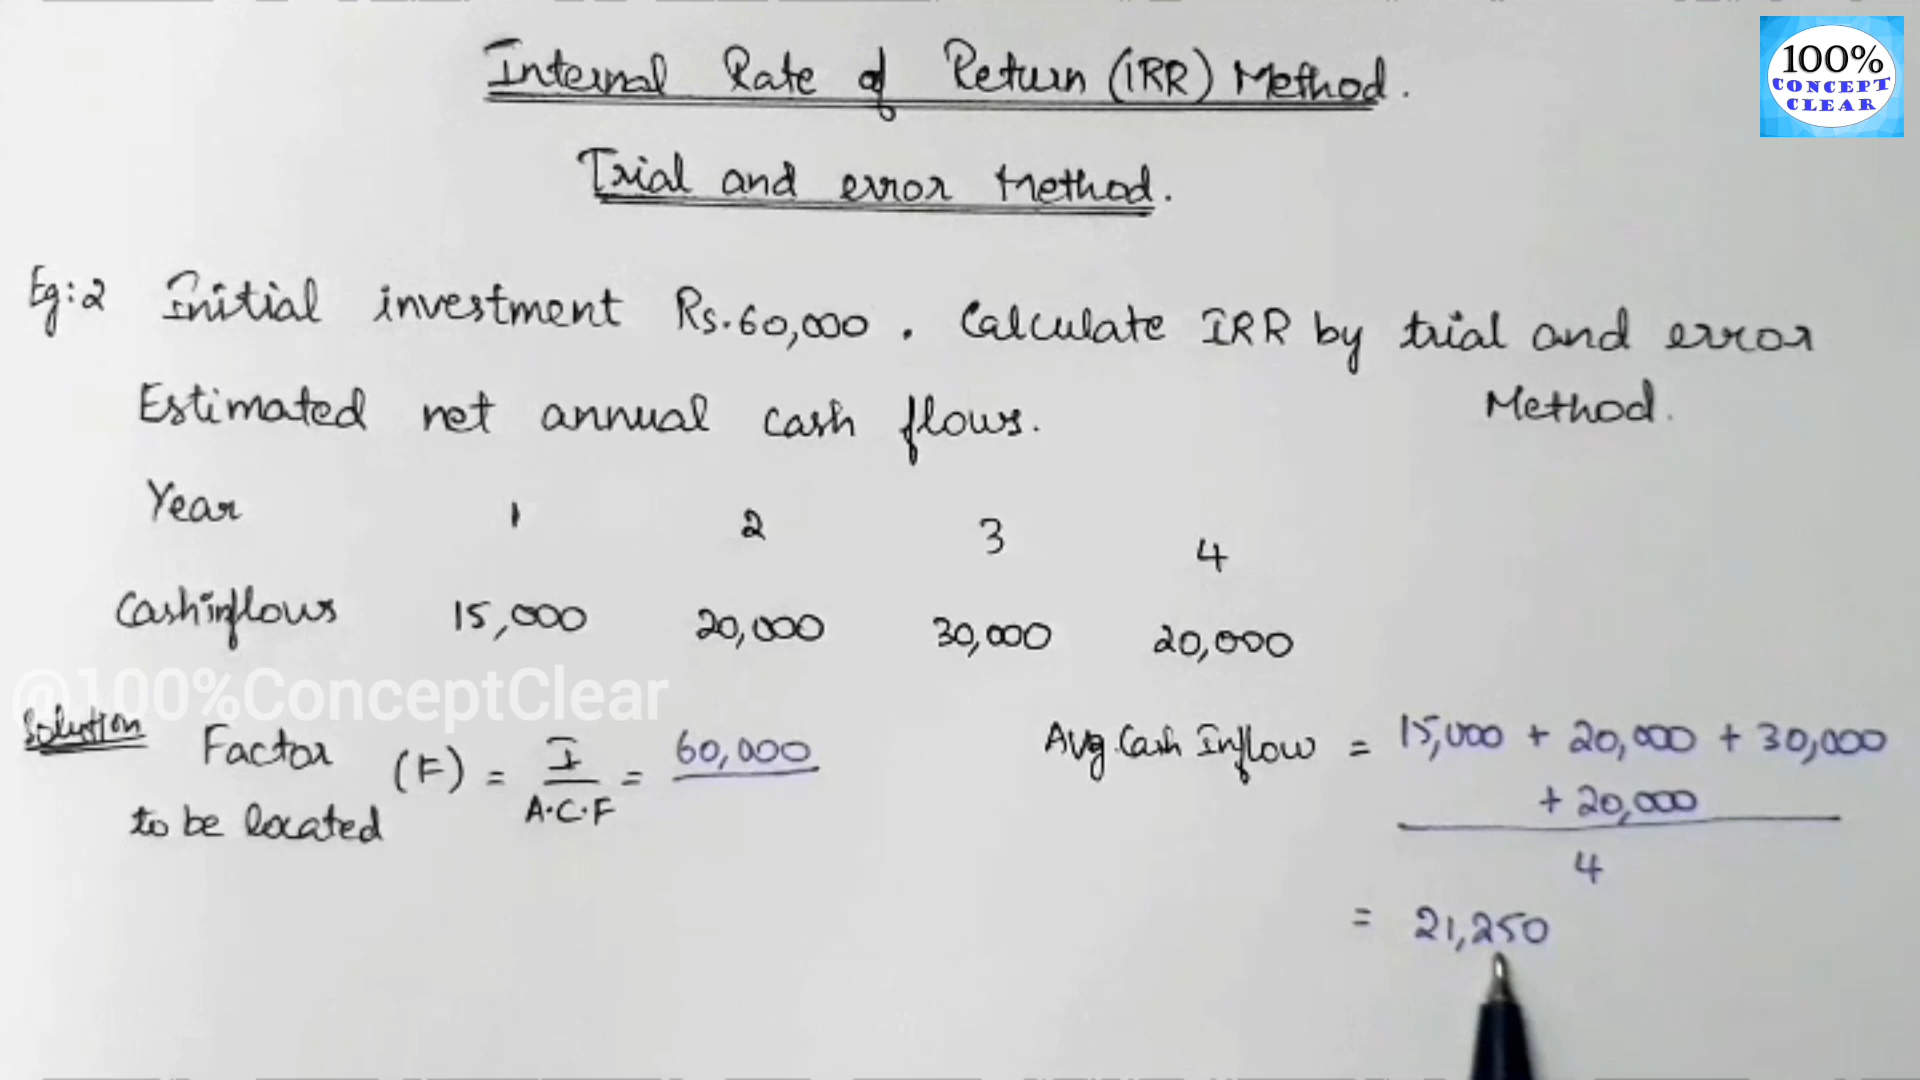 Internal Rate of Return (IRR) Method.
100%
CONCEPT
CLEAR
Trial and error Method.
Eg:2 Initial investment Rs.60,000. Calculate IRR by trial and error
Method.
Estimated net annual cash flows.
Year 1 2 3 4
Cashinflows 15,000 20,000 30,000 20,000
@100%ConceptClear
Solution Factor (F) = I / A.C.F = 60,000
to be located
Avg. Cash Inflow = 15,000 + 20,000 + 30,000
+ 20,000
4
= 21,250